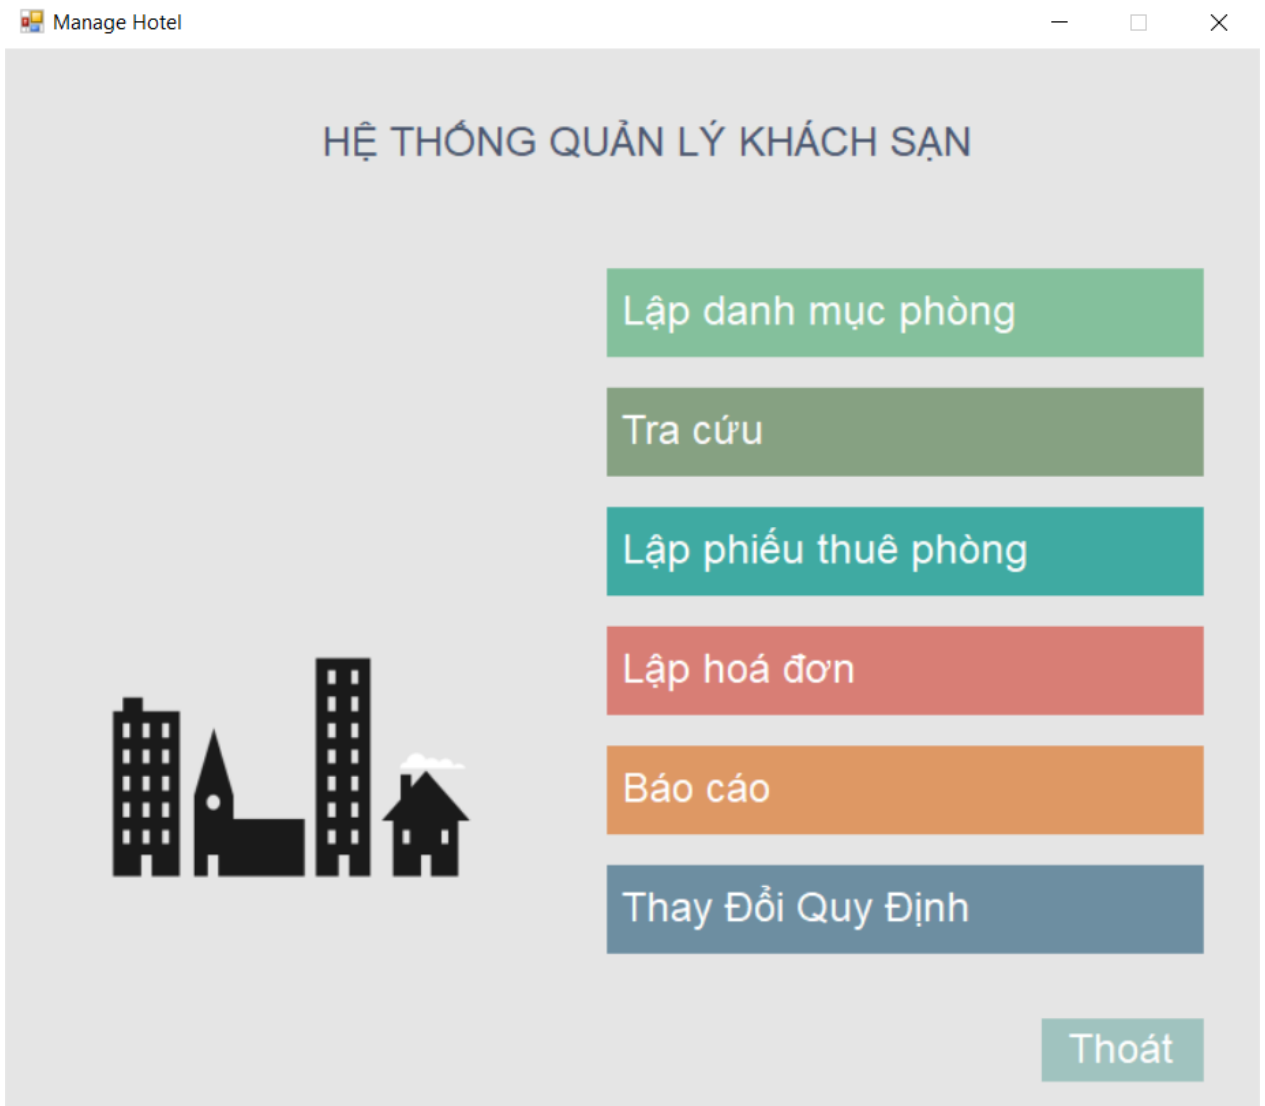 Manage Hotel
HỆ THỐNG QUẢN LÝ KHÁCH SẠN
Lập danh mục phòng
Tra cứu
Lập phiếu thuê phòng
Lập hoá đơn
Báo cáo
Thay Đổi Quy Định
Thoát